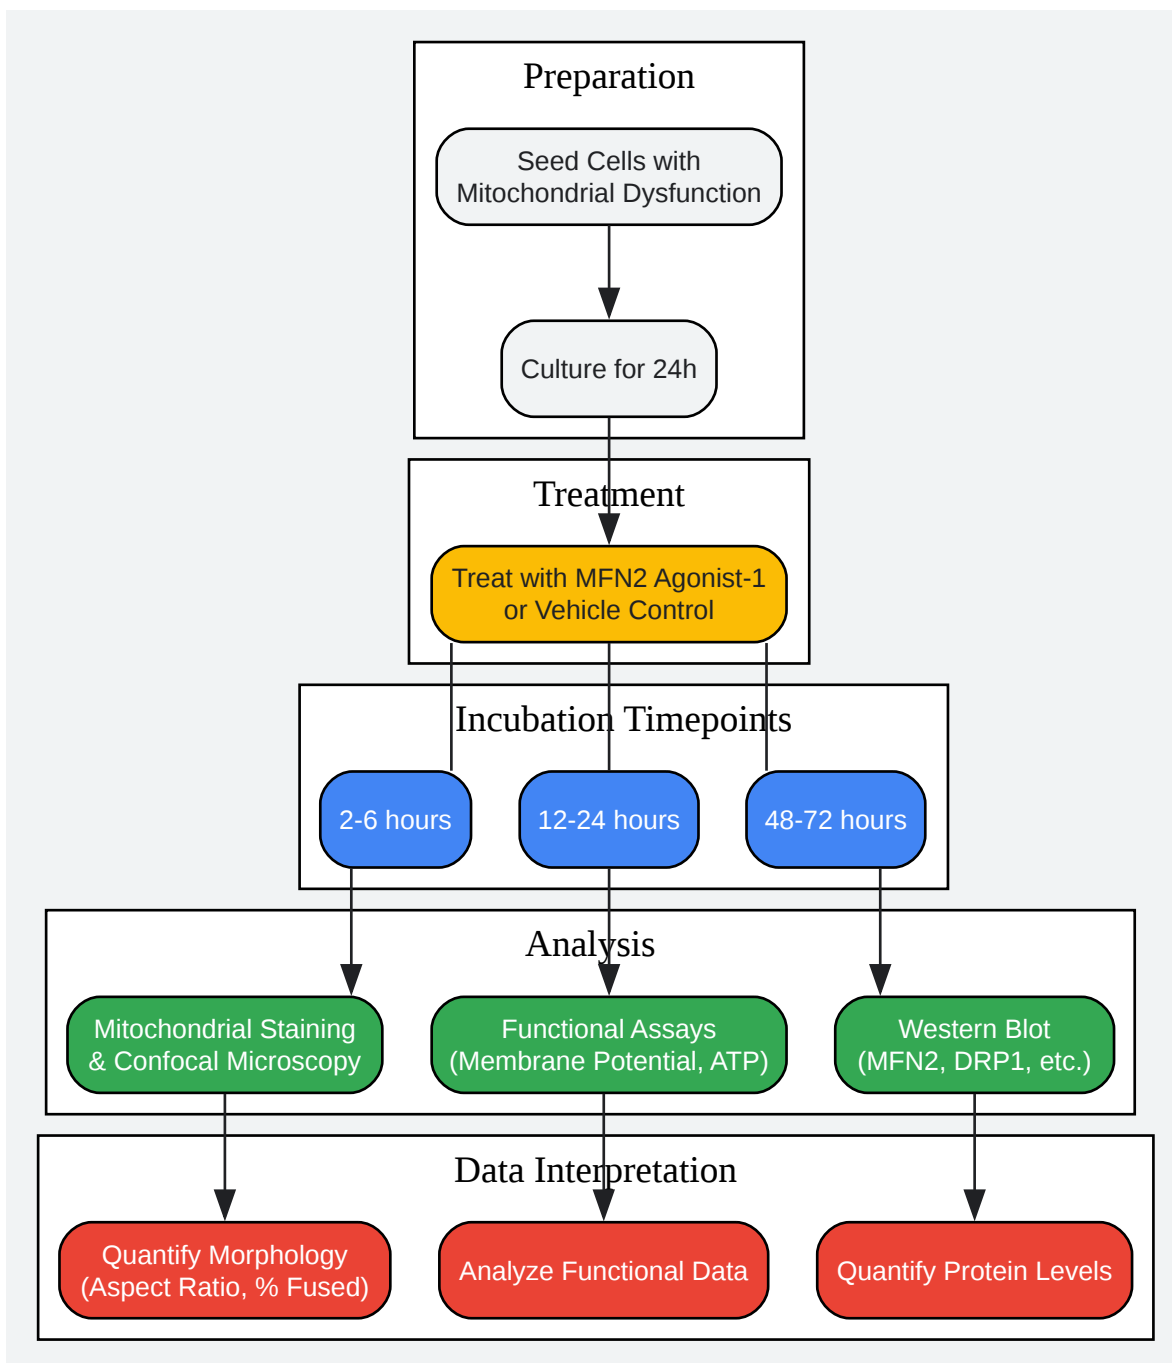 Preparation
Seed Cells with
Mitochondrial Dysfunction
Culture for 24h
Treatment
Treat with MFN2 Agonist-1
or Vehicle Control
Incubation Timepoints
2-6 hours
12-24 hours
48-72 hours
Analysis
Mitochondrial Staining
& Confocal Microscopy
Functional Assays
(Membrane Potential, ATP)
Western Blot
(MFN2, DRP1, etc.)
Data Interpretation
Quantify Morphology
(Aspect Ratio, % Fused)
Analyze Functional Data
Quantify Protein Levels